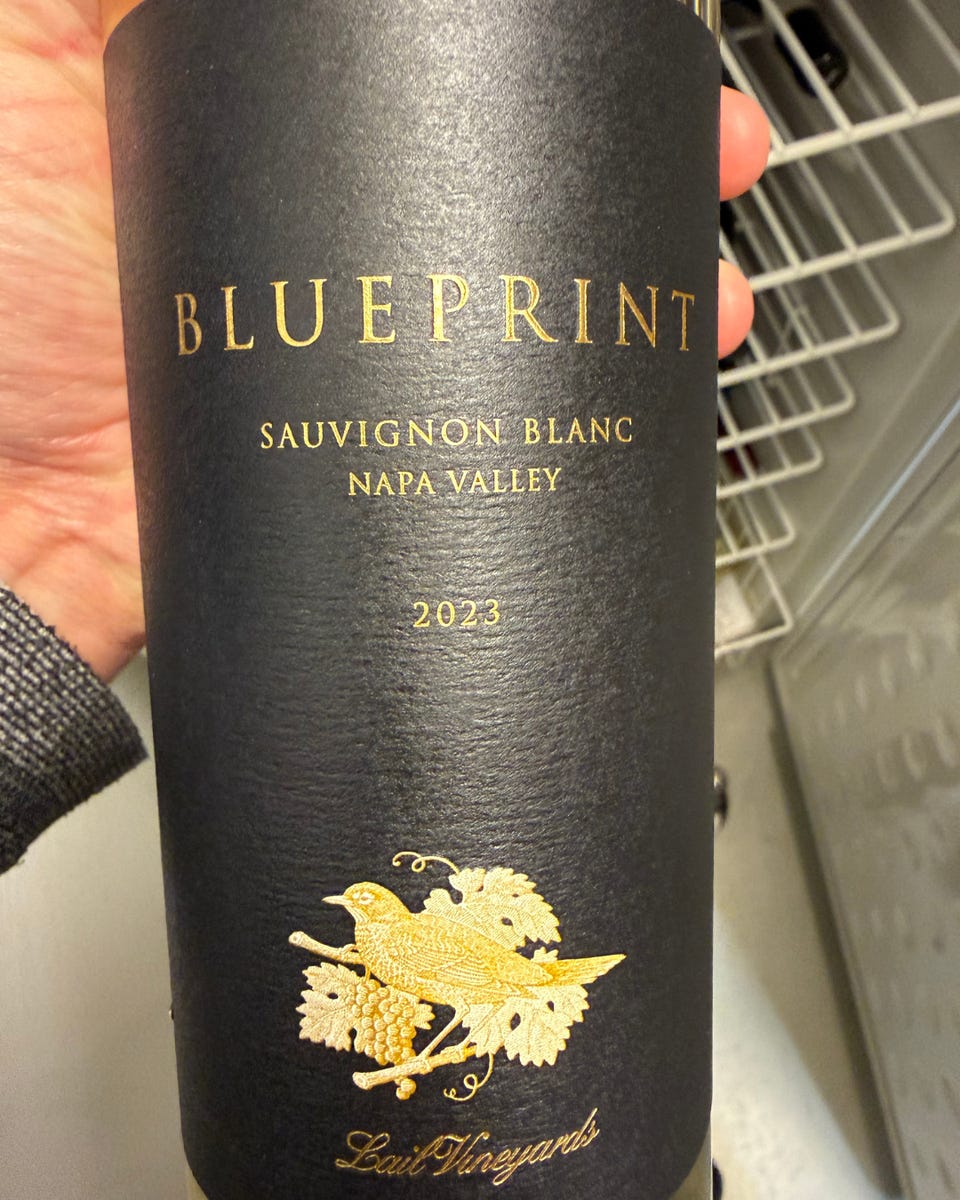 BLUEPRINT
SAUVIGNON BLANC
NAPA VALLEY
2023
Lail Vineyards